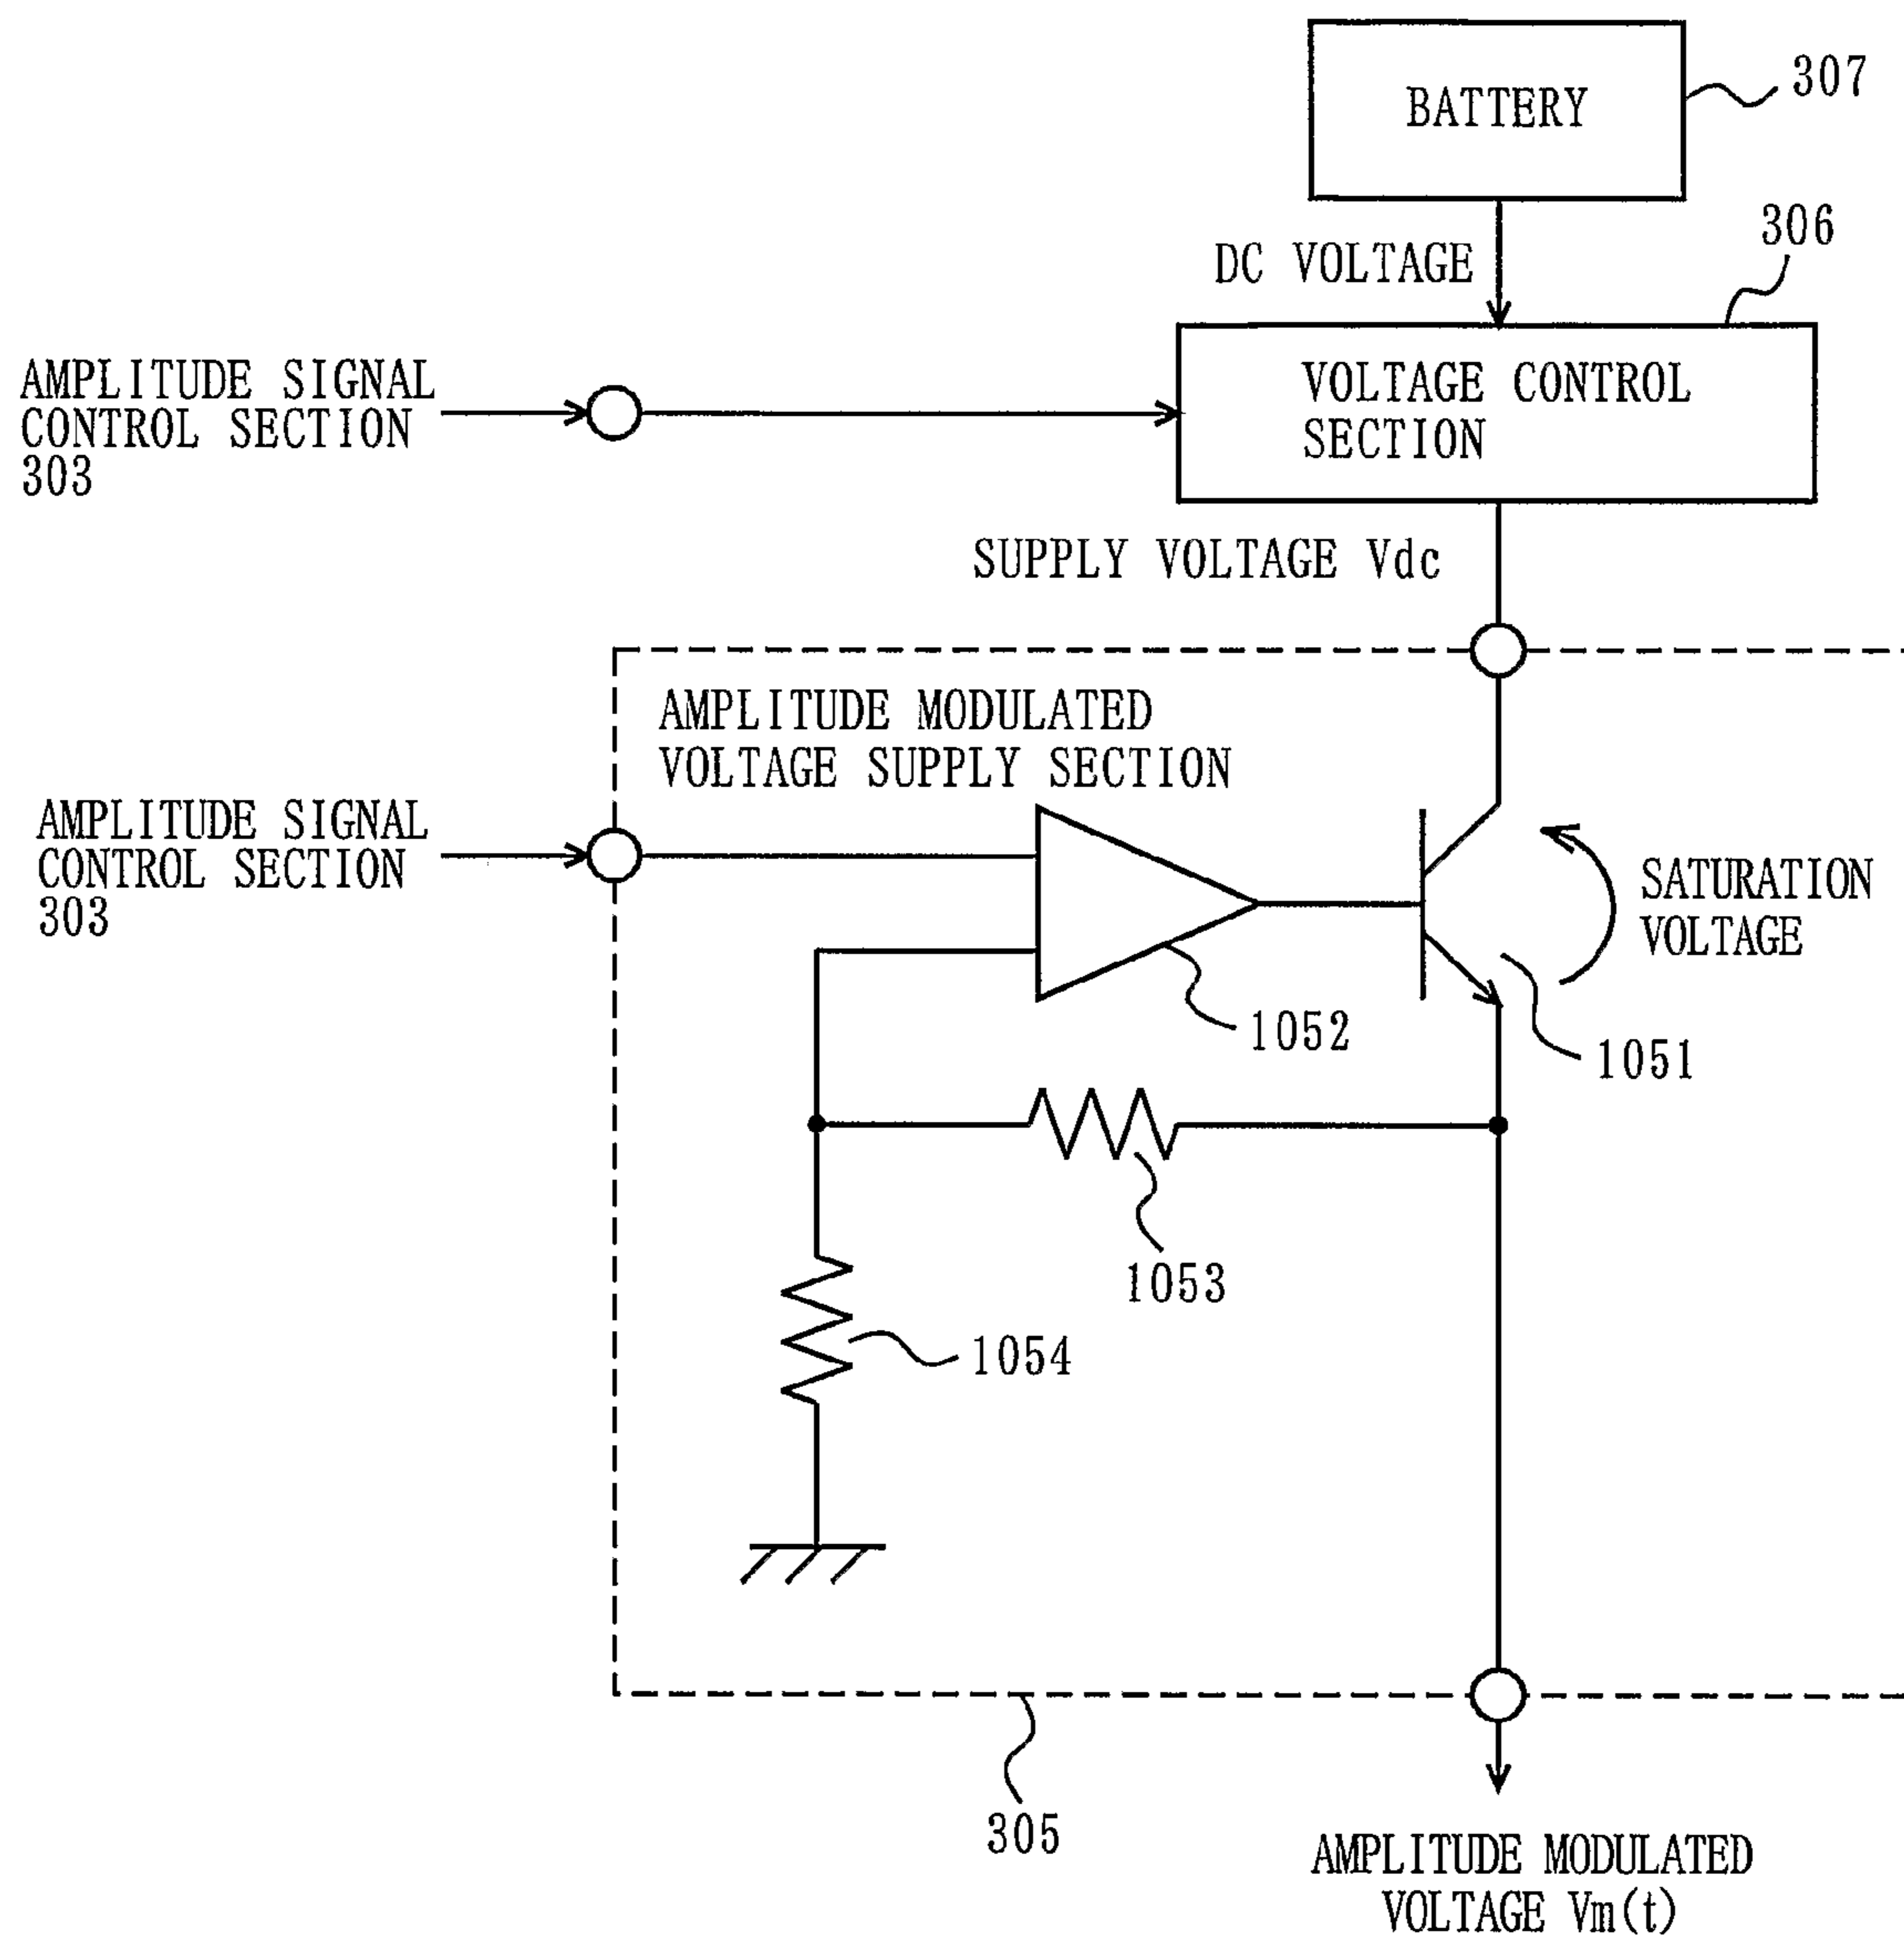 BATTERY
307
DC VOLTAGE
306
AMPLITUDE SIGNAL
CONTROL SECTION
303
VOLTAGE CONTROL
SECTION
SUPPLY VOLTAGE Vdc
AMPLITUDE MODULATED
VOLTAGE SUPPLY SECTION
AMPLITUDE SIGNAL
CONTROL SECTION
303
SATURATION
VOLTAGE
1052
1051
1053
1054
305
AMPLITUDE MODULATED
VOLTAGE Vm(t)